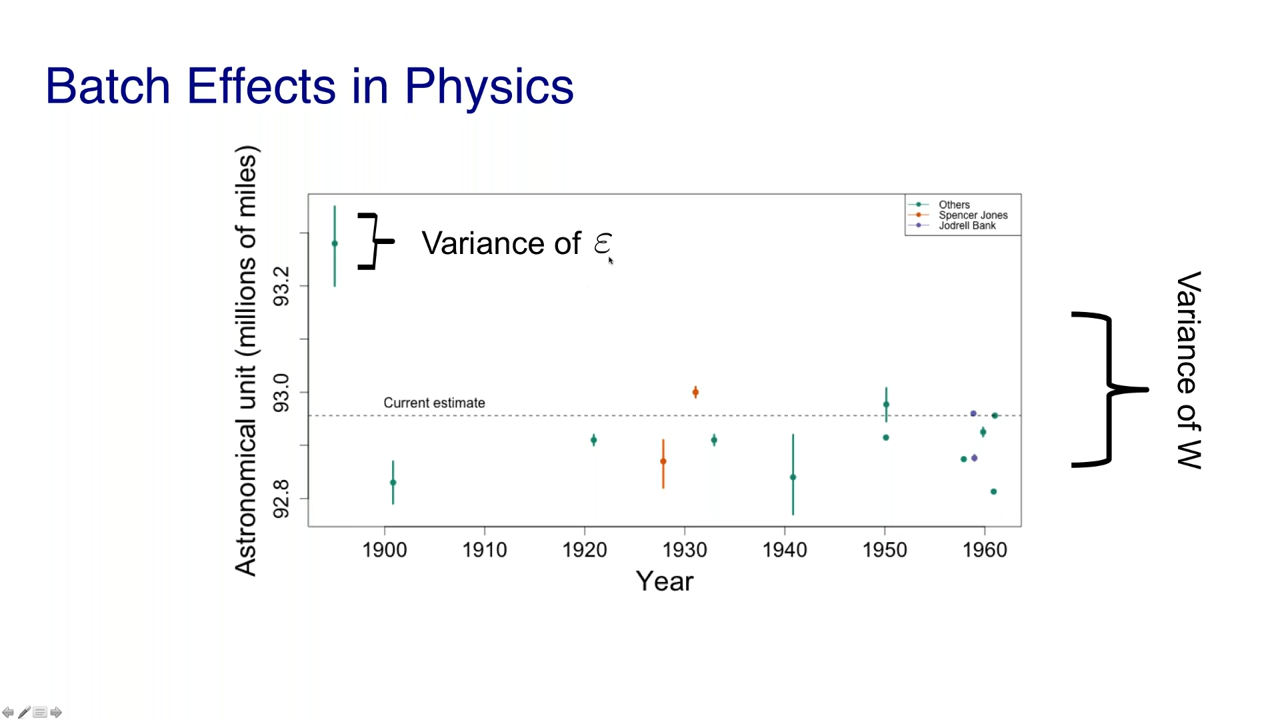 Batch Effects in Physics
Astronomical unit (millions of miles)
93.2
93.0
92.8
Variance of ε
Others
Spencer Jones
Jodrell Bank
Current estimate
1900 1910 1920 1930 1940 1950 1960
Year
Variance of W